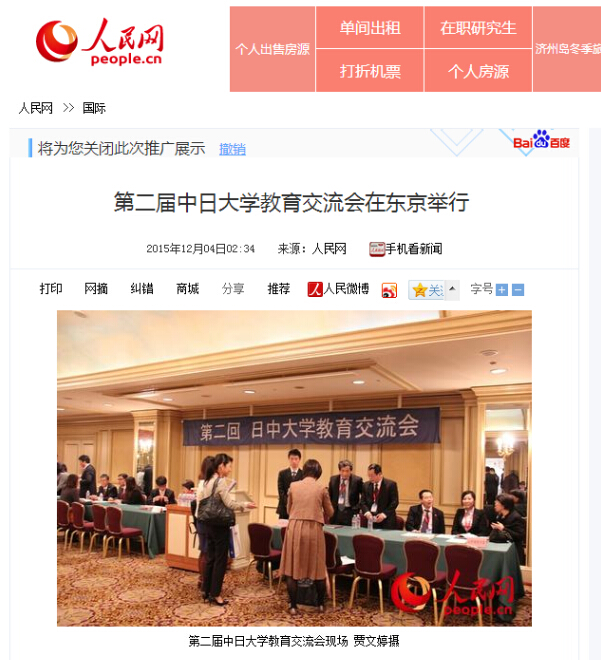 人民网
people.cn
个人出售房源
单间出租
在职研究生
打折机票
个人房源
济州岛冬季旅
人民网 >> 国际
将为您关闭此次推广展示 撤销
Bai du 百度
第二届中日大学教育交流会在东京举行
2015年12月04日02:34 来源：人民网 手机看新闻
打印 网摘 纠错 商城 分享 推荐 人民微博 关注 字号
第二回 日中大学教育交流会
人民网
people.cn
第二届中日大学教育交流会现场 贾文婷摄